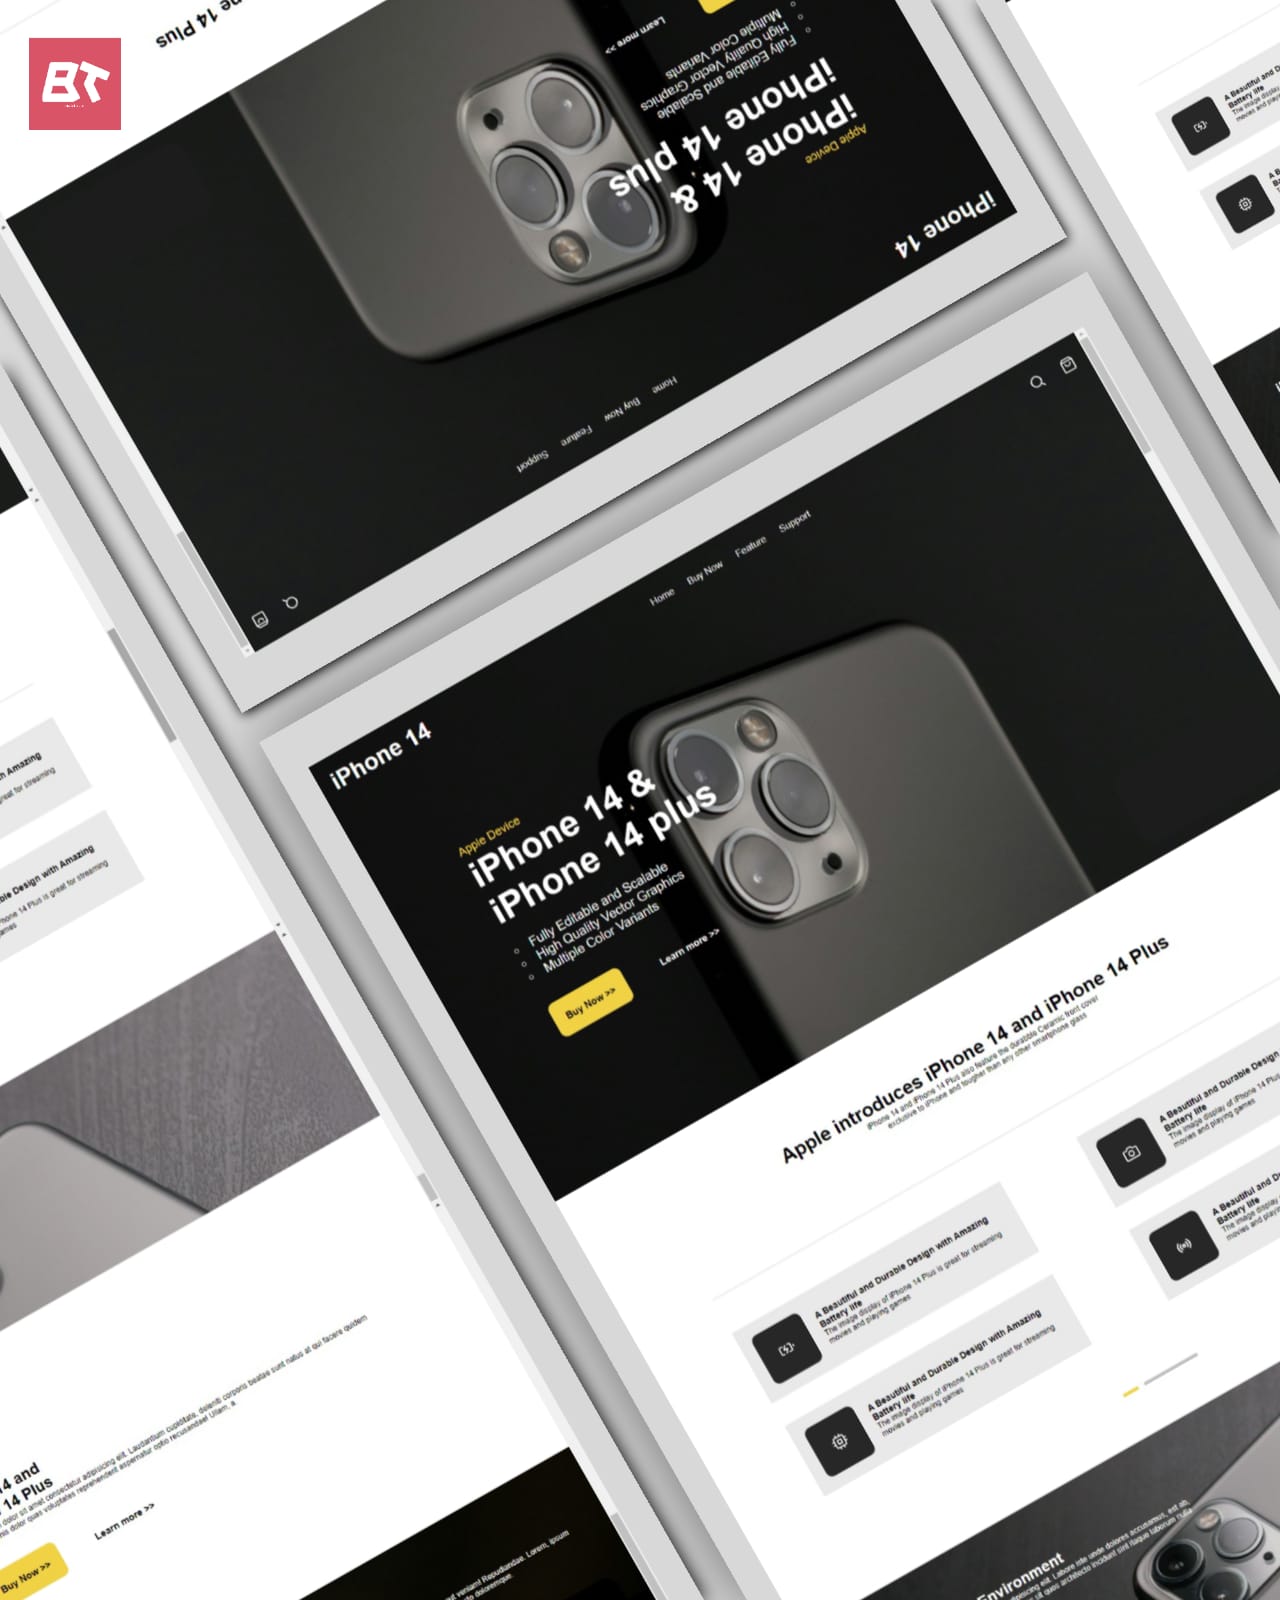 BT
14 Plus
Learn more >>
Fully Editable and Scalable
High Quality Vector Graphics
Multiple Color Variants
iPhone 14 &
iPhone 14 plus
Apple Device
iPhone 14
Home
Buy Now
Feature
Support
A Beautiful and
Battery life
The image display
movies and playing
Home
Buy Now
Feature
Support
iPhone 14
Apple Device
iPhone 14 &
iPhone 14 plus
Fully Editable and Scalable
High Quality Vector Graphics
Multiple Color Variants
Buy Now >>
Learn more >>
Apple introduces iPhone 14 and iPhone 14 Plus
iPhone 14 and iPhone 14 Plus also feature the durabble Ceramic front cover
exclusive to iPhone and tougher than any other smartphone glass
A Beautiful and Durable Design with Amazing
Battery life
The image display of iPhone 14 Plus is great for streaming
movies and playing games
A Beautiful and Durable Design with Amazing
Battery life
The image display of iPhone 14 Plus is great for streaming
movies and playing games
A Beautiful and Durable Design
Battery life
The image display of iPhone 14 Plus
movies and playing games
A Beautiful and
Battery life
The image display
movies and playing
Amazing
great for streaming
Design with Amazing
14 Plus is great for streaming
games
14 and
14 Plus
dolor sit amet consectetur adipisicing elit. Laudantium cupiditate, deleniti corporis beatae sunt natus at qui facere quidem
dolor quas voluptates reprehenderit aspernatur optio recusandae! Ullam, a
Buy Now >>
Learn more >>
veniam! Repudiandae. Lorem, ipsum
doloremque.
Environment
adipisicing elit. Labore iste unde dolores accusamus, est ab,
quos architecto incidunt sint itaque laborum nulla